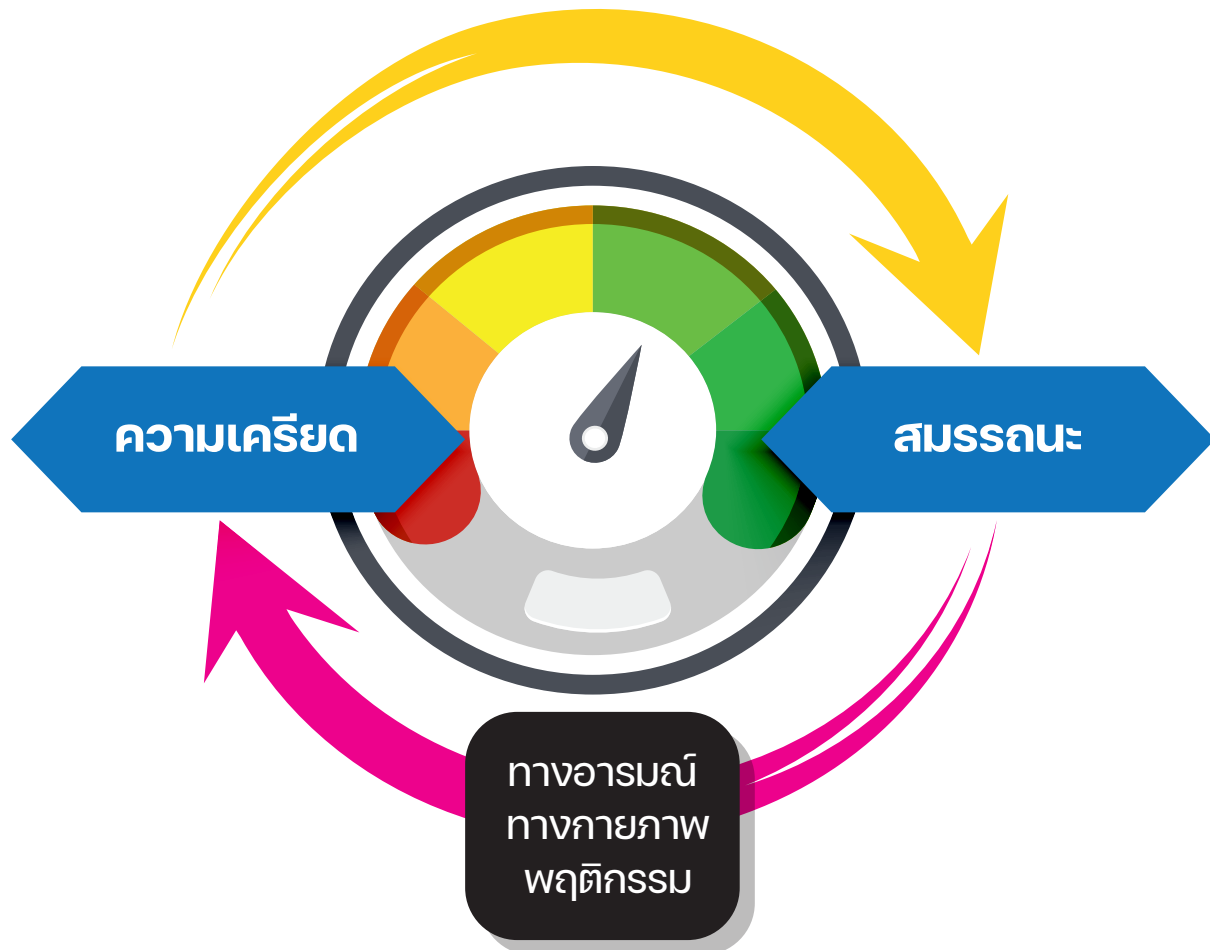 ความเครียด
สมรรถนะ
ทางอารมณ์
ทางกายภาพ
พฤติกรรม